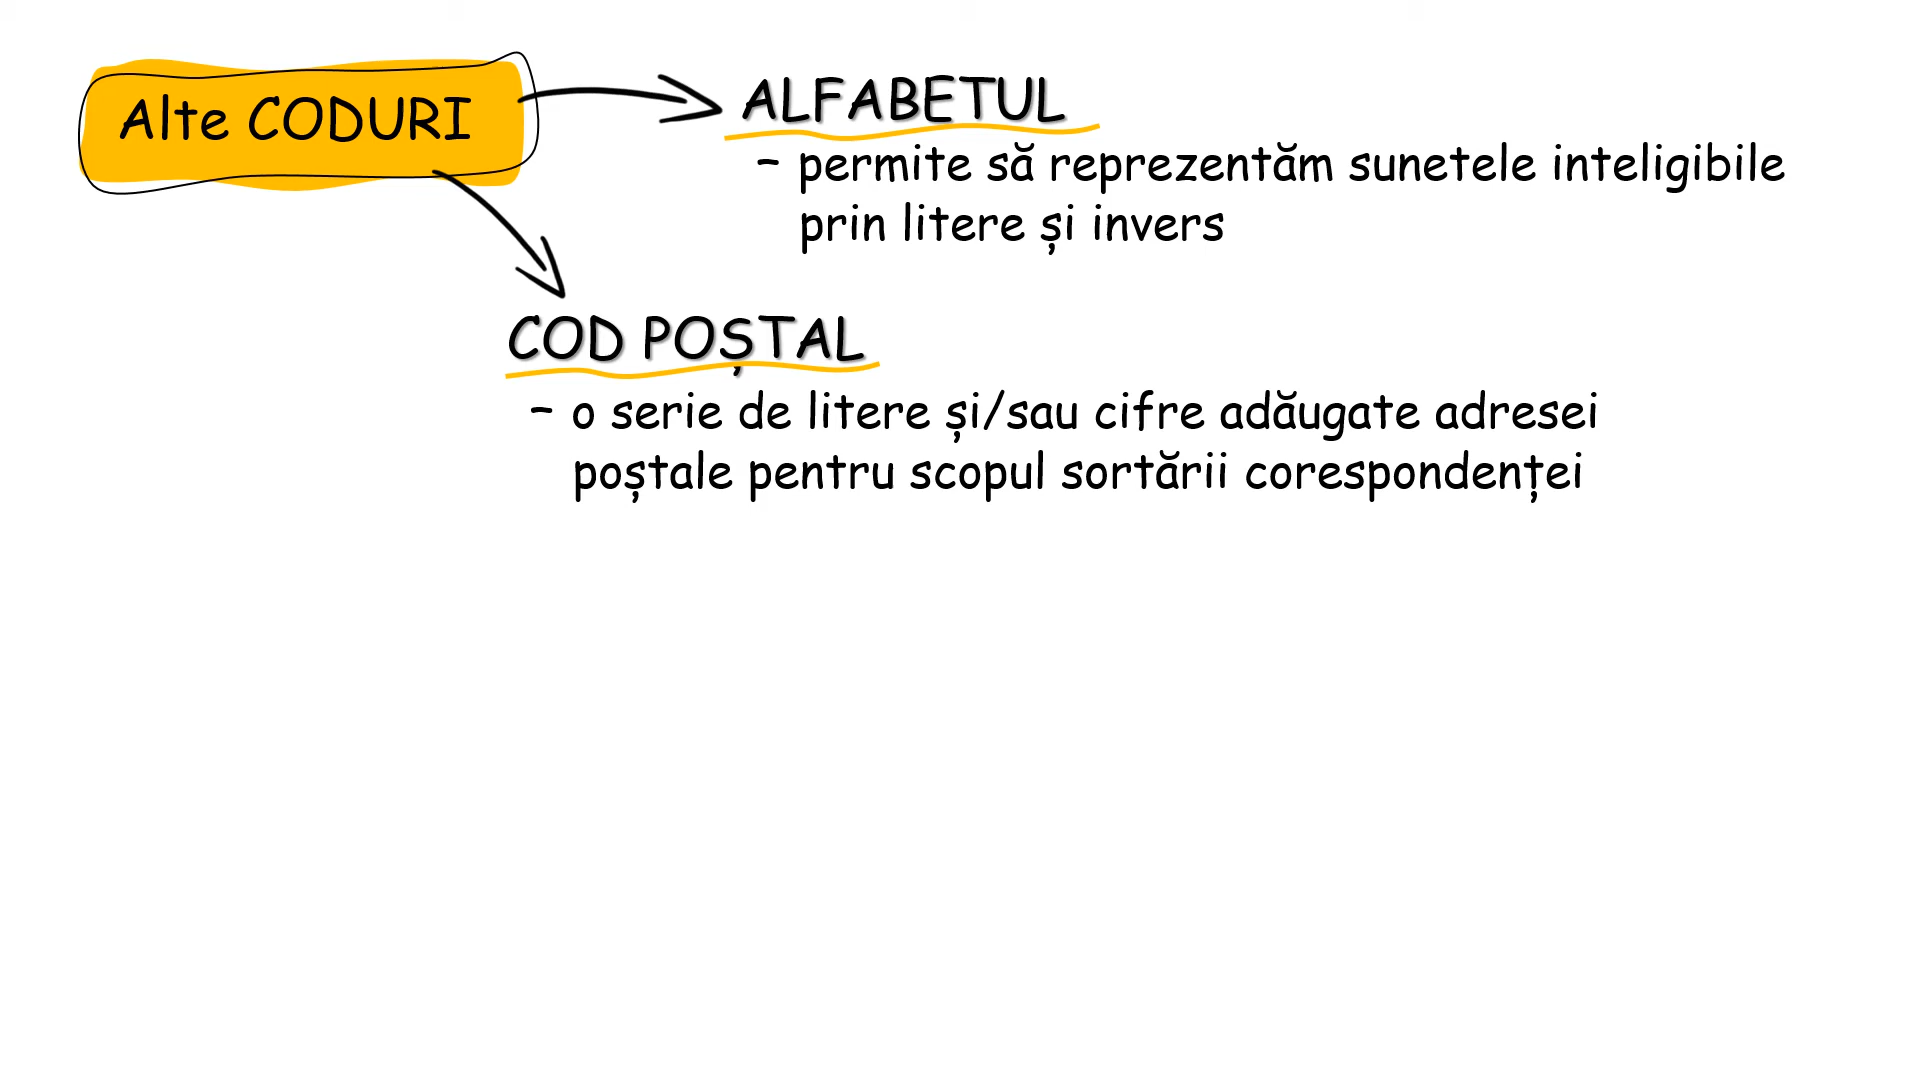 Alte CODURI
ALFABETUL
– permite să reprezentăm sunetele inteligibile
prin litere și invers
COD POȘTAL
– o serie de litere și/sau cifre adăugate adresei
poștale pentru scopul sortării corespondenței